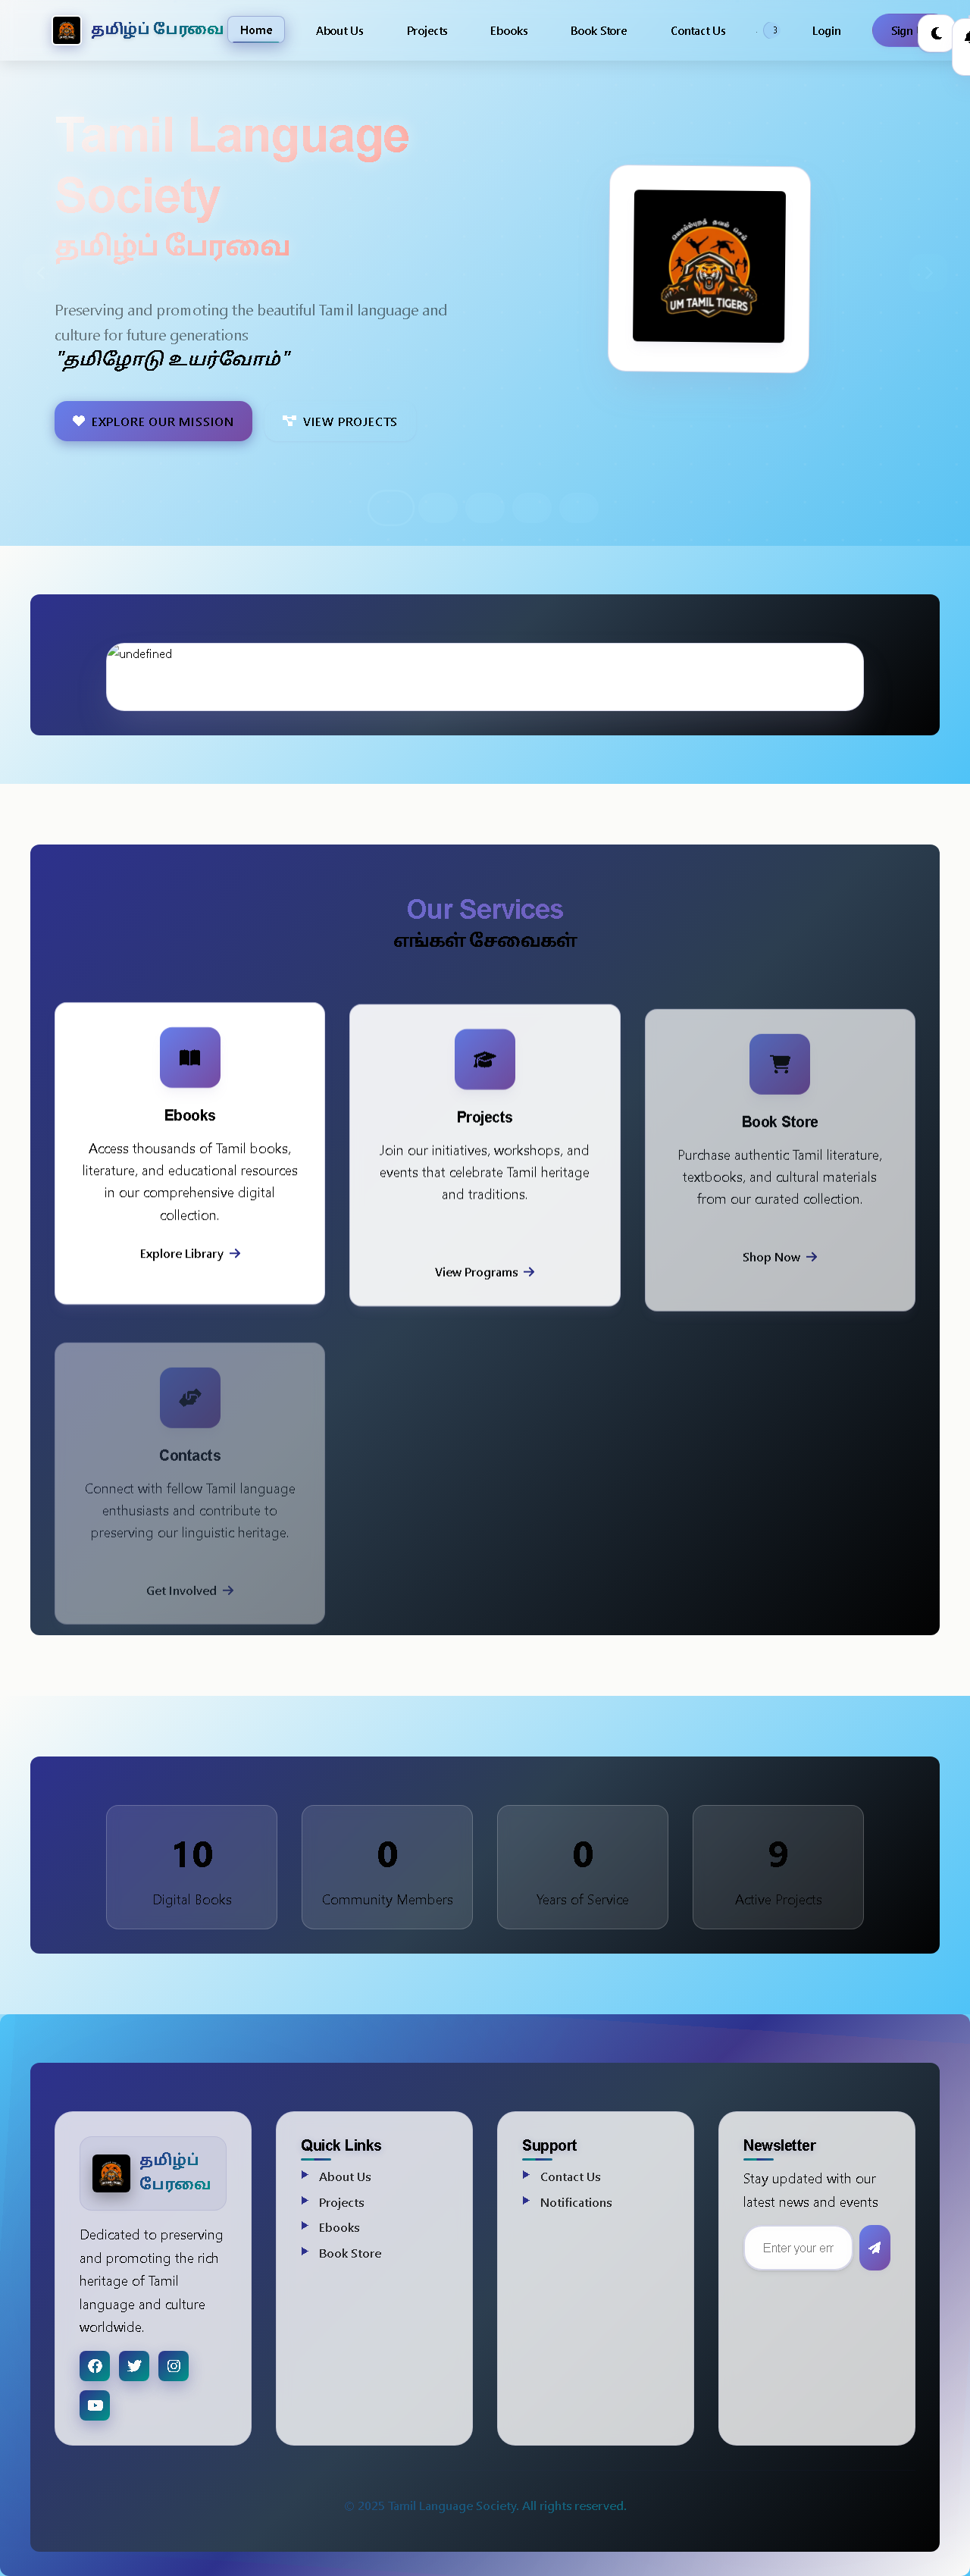 தமிழ்ப் பேரவை
Home
About Us
Projects
Ebooks
Book Store
Contact Us
3
Login
Sign
Tamil Language
Society
தமிழ்ப் பேரவை
Preserving and promoting the beautiful Tamil language and
culture for future generations
"தமிழோடு உயர்வோம்"
EXPLORE OUR MISSION
VIEW PROJECTS
UM TAMIL TIGERS
undefined
Our Services
எங்கள் சேவைகள்
Ebooks
Access thousands of Tamil books,
literature, and educational resources
in our comprehensive digital
collection.
Explore Library
Projects
Join our initiatives, workshops, and
events that celebrate Tamil heritage
and traditions.
View Programs
Book Store
Purchase authentic Tamil literature,
textbooks, and cultural materials
from our curated collection.
Shop Now
Contacts
Connect with fellow Tamil language
enthusiasts and contribute to
preserving our linguistic heritage.
Get Involved
10
Digital Books
0
Community Members
0
Years of Service
9
Active Projects
தமிழ்ப்
பேரவை
Dedicated to preserving
and promoting the rich
heritage of Tamil
language and culture
worldwide.
Quick Links
About Us
Projects
Ebooks
Book Store
Support
Contact Us
Notifications
Newsletter
Stay updated with our
latest news and events
Enter your em
© 2025 Tamil Language Society. All rights reserved.